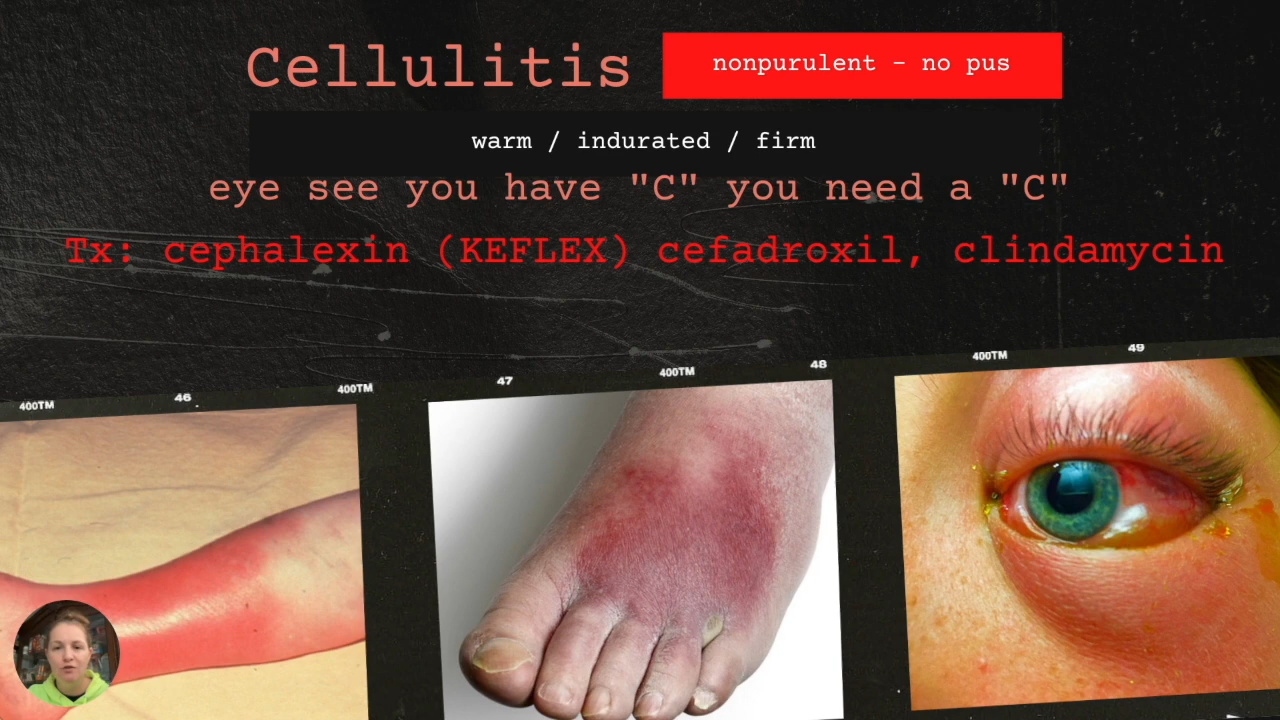 Cellulitis
nonpurulent - no pus
warm / indurated / firm
eye see you have "C" you need a "C"
Tx: cephalexin (KEFLEX) cefadroxil, clindamycin
400TM
46
400TM
47
400TM
48
400TM
49